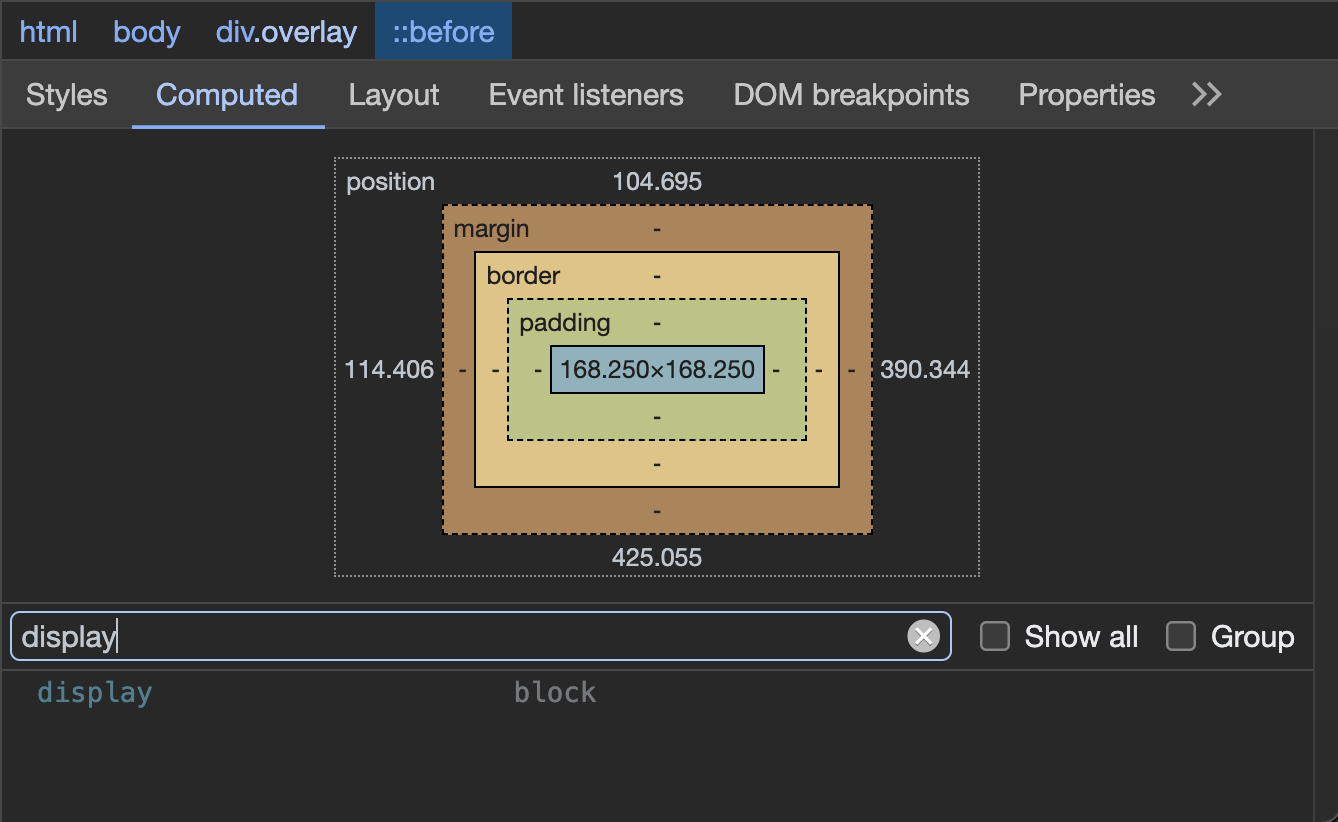 html body div.overlay ::before
Styles Computed Layout Event listeners DOM breakpoints Properties
position 104.695
margin -
border -
padding -
114.406 - - - 168.250×168.250 - - - 390.344
-
-
-
425.055
display Show all Group
display block